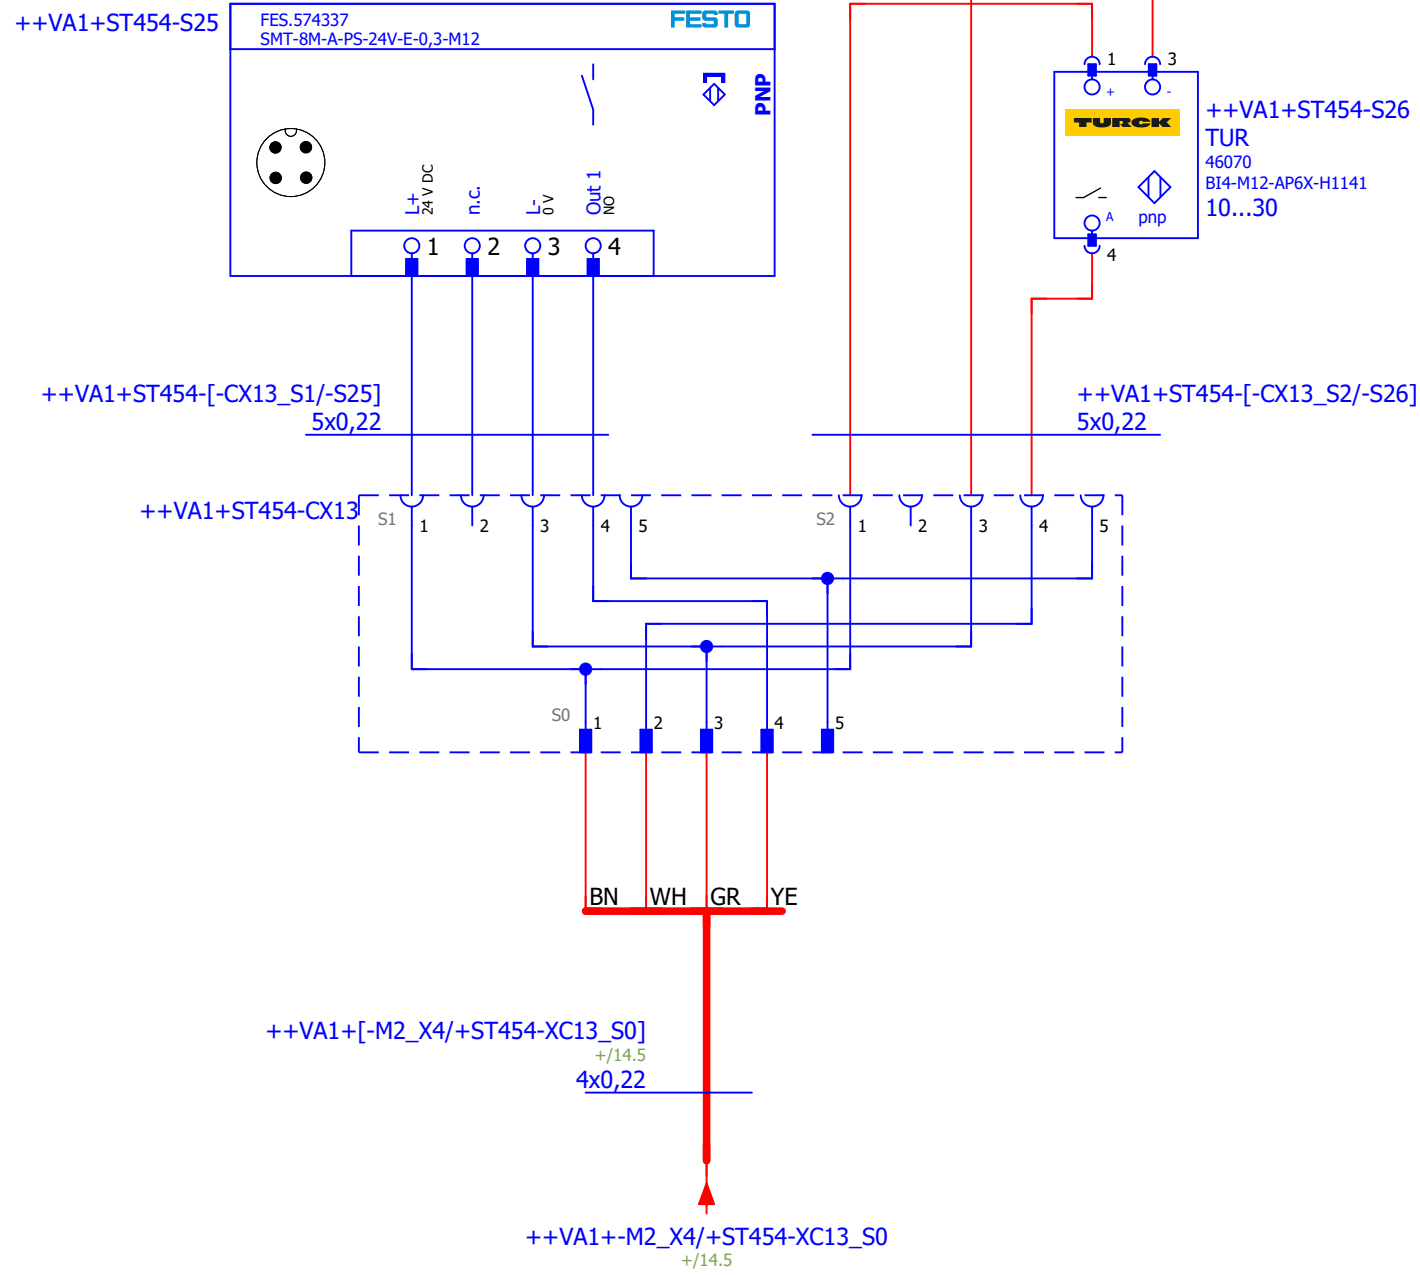 ++VA1+ST454-S25
FES.574337
SMT-8M-A-PS-24V-E-0,3-M12
FESTO
PNP
L+
24 V DC
n.c.
L-
0 V
Out 1
NO
1
2
3
4
1
3
+
-
TURCK
A
pnp
4
++VA1+ST454-S26
TUR
46070
BI4-M12-AP6X-H1141
10...30
++VA1+ST454-[-CX13_S1/-S25]
5x0,22
++VA1+ST454-[-CX13_S2/-S26]
5x0,22
++VA1+ST454-CX13
S1
1
2
3
4
5
S2
1
2
3
4
5
S0
1
2
3
4
5
BN
WH
GR
YE
++VA1+[-M2_X4/+ST454-XC13_S0]
+/14.5
4x0,22
++VA1+-M2_X4/+ST454-XC13_S0
+/14.5